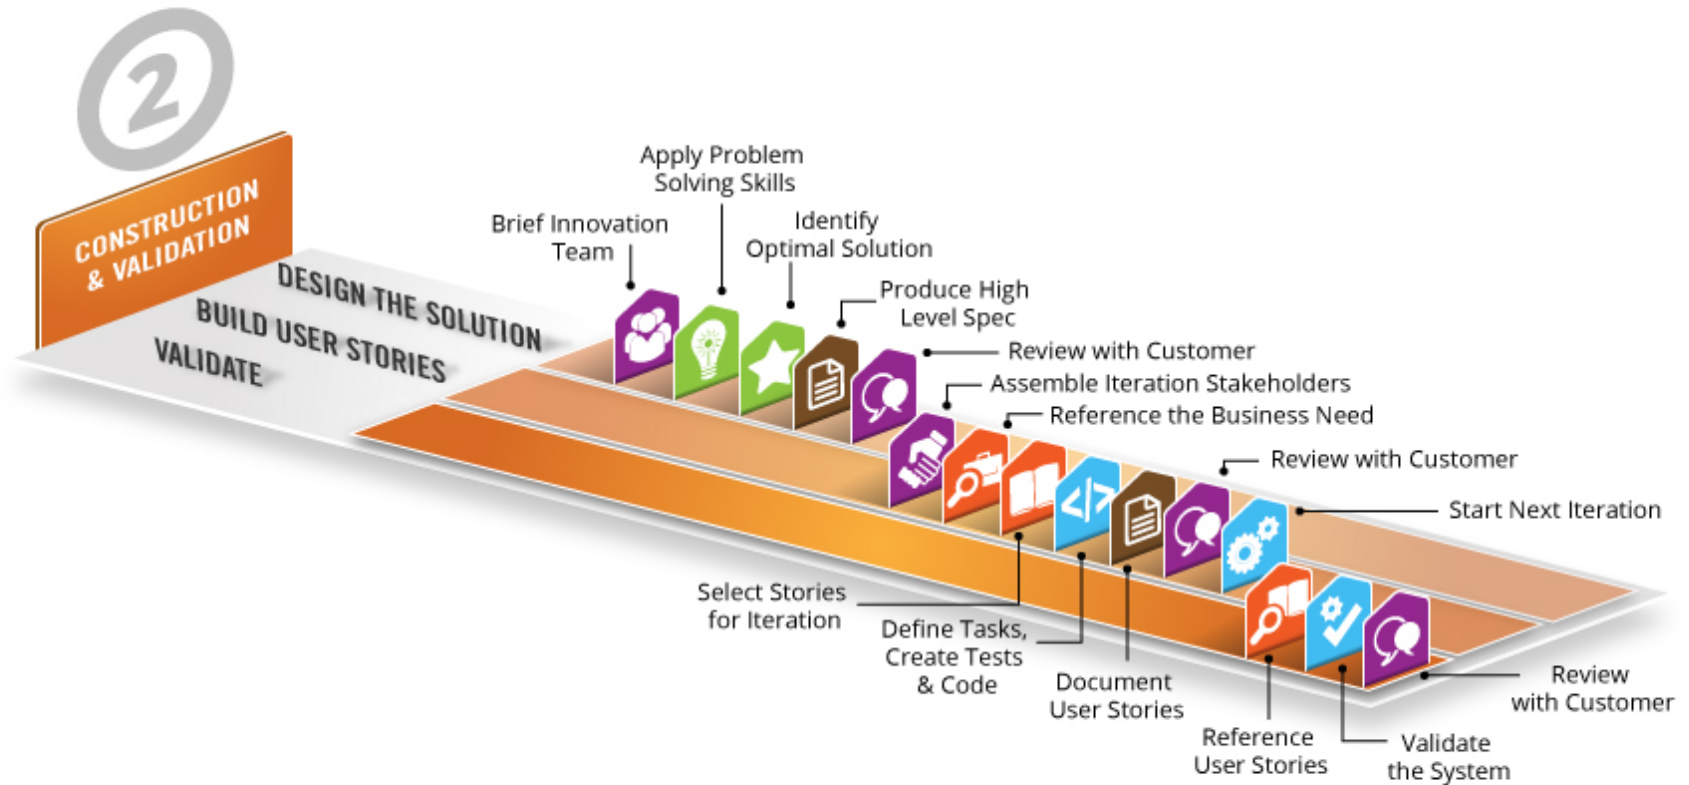 2
CONSTRUCTION
& VALIDATION
DESIGN THE SOLUTION
BUILD USER STORIES
VALIDATE
Apply Problem
Solving Skills
Brief Innovation
Team
Identify
Optimal Solution
Produce High
Level Spec
Review with Customer
Assemble Iteration Stakeholders
Reference the Business Need
Review with Customer
Start Next Iteration
</>
Select Stories
for Iteration
Define Tasks,
Create Tests
& Code
Document
User Stories
Reference
User Stories
Validate
the System
Review
with Customer